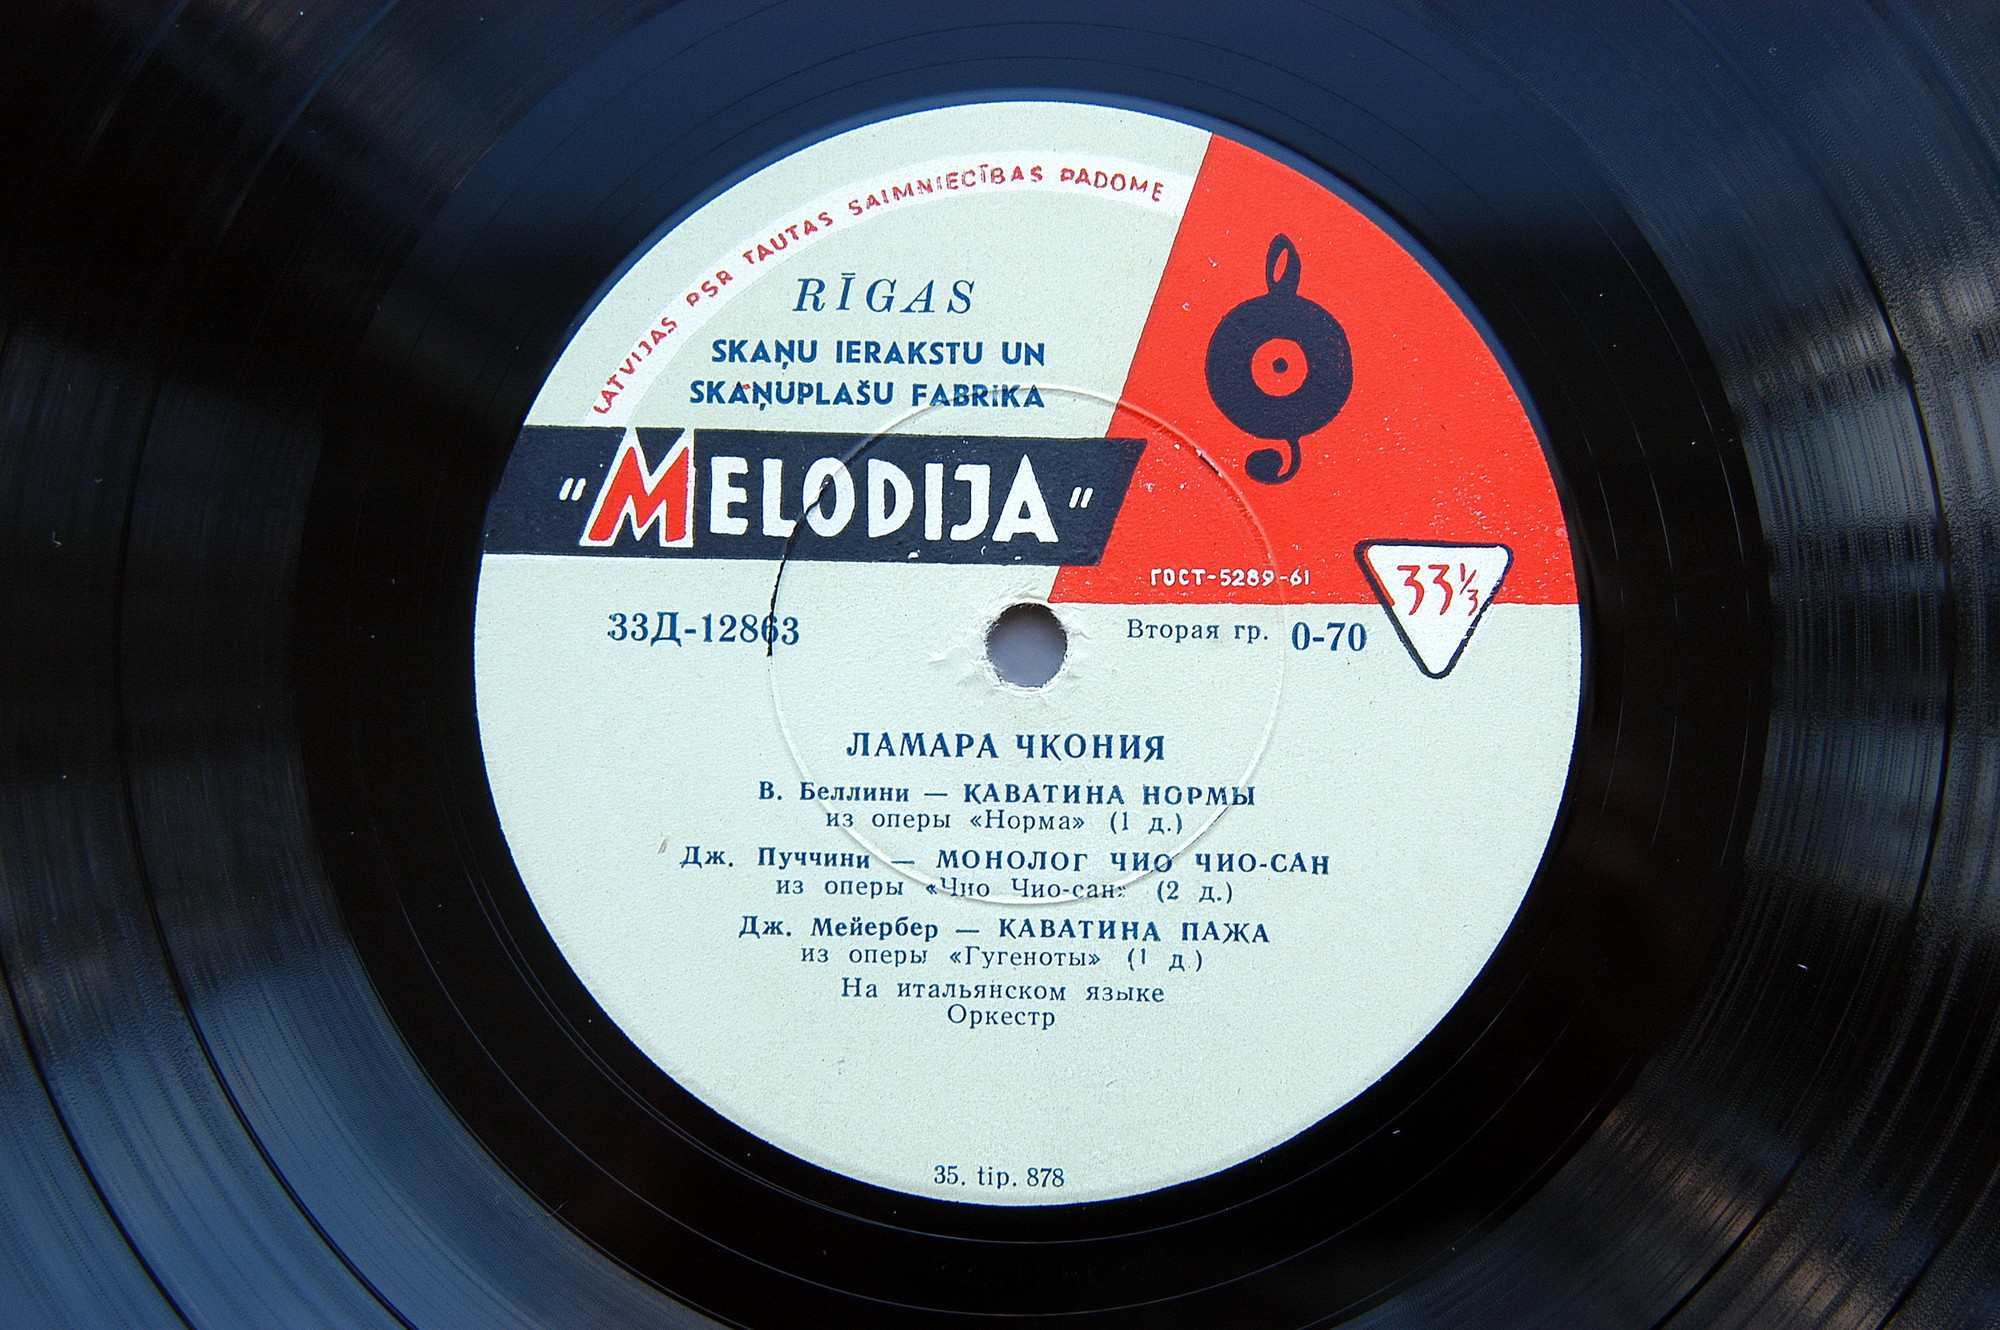 LATVIJAS PSR TAUTAS SAIMNIECĪBAS PADOME
RĪGAS
SKAŅU IERAKSTU UN
SKAŅUPLAŠU FABRIKA
"MELODIJA"
ГОСТ-5289-61
33⅓
33Д-12863
Вторая гр. 0-70
ЛАМАРА ЧКОНИЯ
В. Беллини — КАВАТИНА НОРМЫ
из оперы «Норма» (1 д.)
Дж. Пуччини — МОНОЛОГ ЧИО ЧИО-САН
из оперы «Чио Чио-сан» (2 д.)
Дж. Мейербер — КАВАТИНА ПАЖА
из оперы «Гугеноты» (1 д.)
На итальянском языке
Оркестр
35. tip. 878